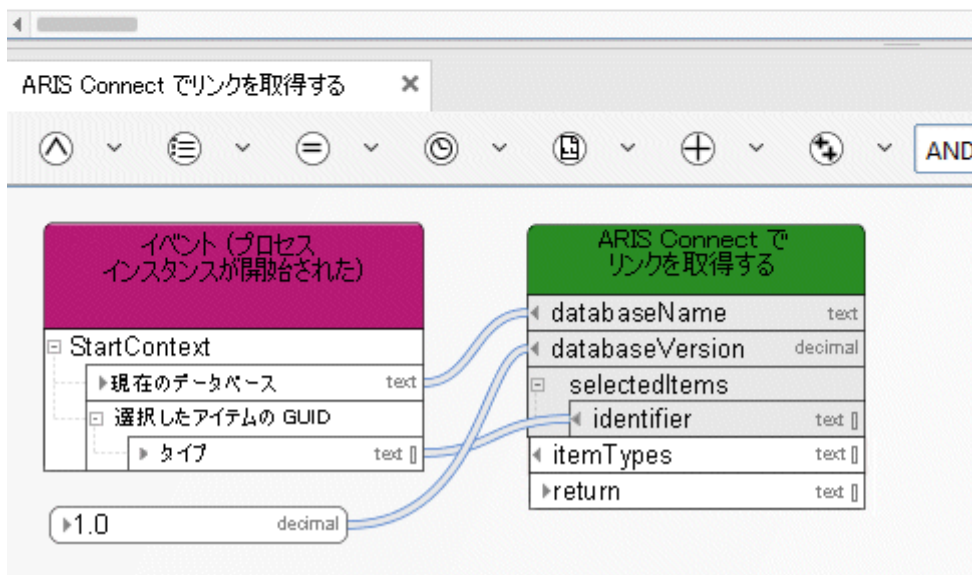 ARIS Connect でリンクを取得する
AND
イベント (プロセス
インスタンスが開始された)
StartContext
現在のデータベース text
選択したアイテムの GUID
タイプ text []
1.0 decimal
ARIS Connect で
リンクを取得する
databaseName text
databaseVersion decimal
selectedItems
identifier text []
itemTypes text []
return text []